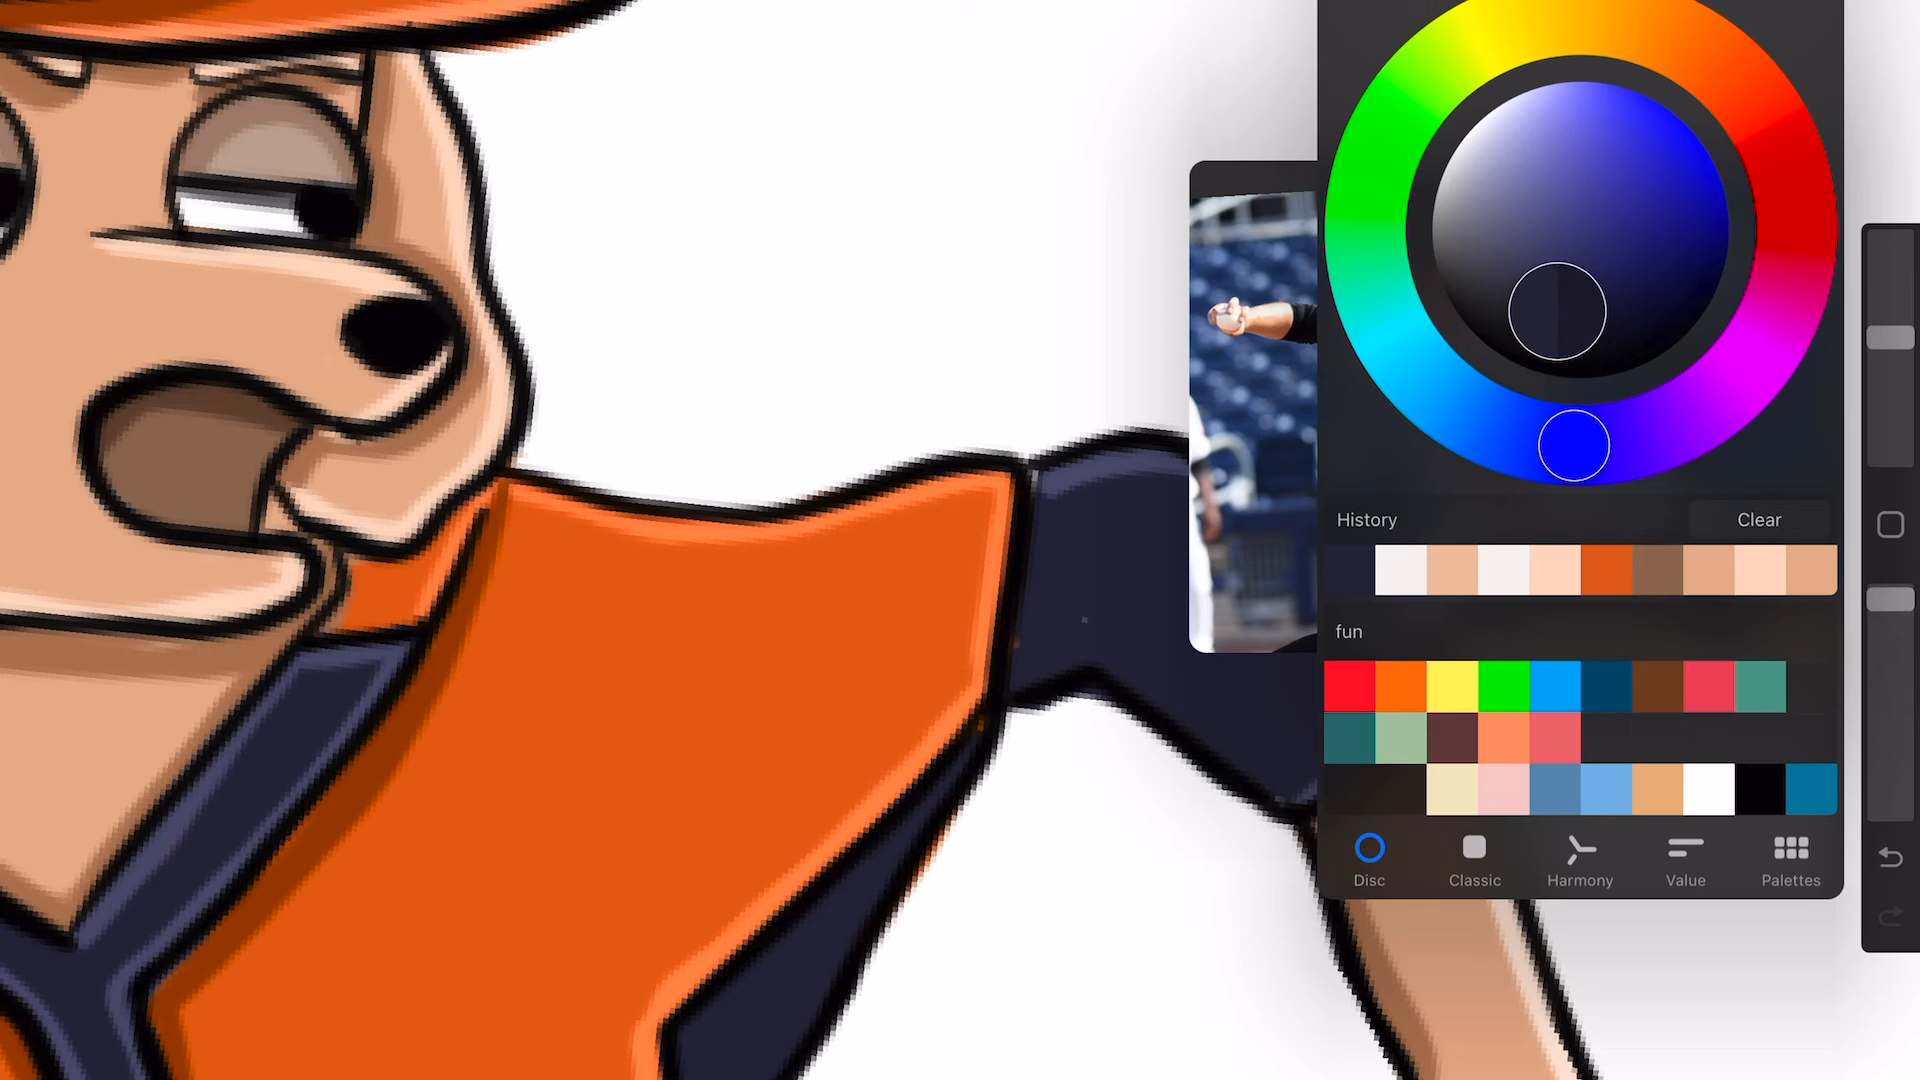 History
Clear
fun
Disc
Classic
Harmony
Value
Palettes